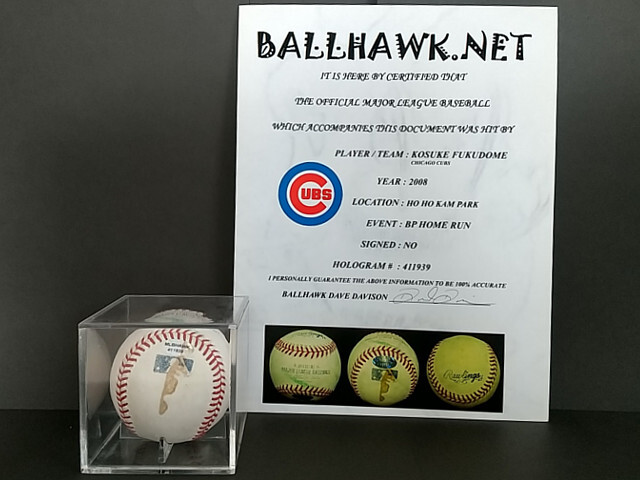 BALLHAWK.NET
IT IS HERE BY CERTIFIED THAT
THE OFFICIAL MAJOR LEAGUE BASEBALL
WHICH ACCOMPANIES THIS DOCUMENT WAS HIT BY
PLAYER / TEAM : KOSUKE FUKUDOME
CHICAGO CUBS
CUBS
YEAR : 2008
LOCATION : HO HO KAM PARK
EVENT : BP HOME RUN
SIGNED : NO
HOLOGRAM # : 411939
I PERSONALLY GUARANTEE THE ABOVE INFORMATION TO BE 100% ACCURATE
BALLHAWK DAVE DAVISON
Rawlings